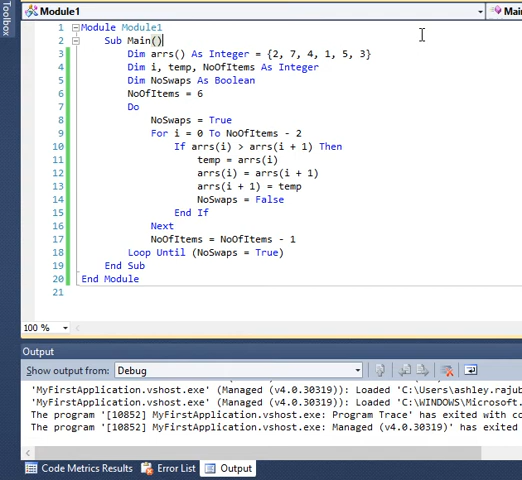 Toolbox
Module1
Main
1 Module Module1
2 Sub Main()
3 Dim arrs() As Integer = {2, 7, 4, 1, 5, 3}
4 Dim i, temp, NoOfItems As Integer
5 Dim NoSwaps As Boolean
6 NoOfItems = 6
7 Do
8 NoSwaps = True
9 For i = 0 To NoOfItems - 2
10 If arrs(i) > arrs(i + 1) Then
11 temp = arrs(i)
12 arrs(i) = arrs(i + 1)
13 arrs(i + 1) = temp
14 NoSwaps = False
15 End If
16 Next
17 NoOfItems = NoOfItems - 1
18 Loop Until (NoSwaps = True)
19 End Sub
20 End Module
21
100 %
Output
Show output from: Debug
'MyFirstApplication.vshost.exe' (Managed (v4.0.30319)): Loaded 'C:\Users\ashley.rajub
'MyFirstApplication.vshost.exe' (Managed (v4.0.30319)): Loaded 'C:\WINDOWS\Microsoft.
The program '[10852] MyFirstApplication.vshost.exe: Program Trace' has exited with co
The program '[10852] MyFirstApplication.vshost.exe: Managed (v4.0.30319)' has exited
Code Metrics Results Error List Output